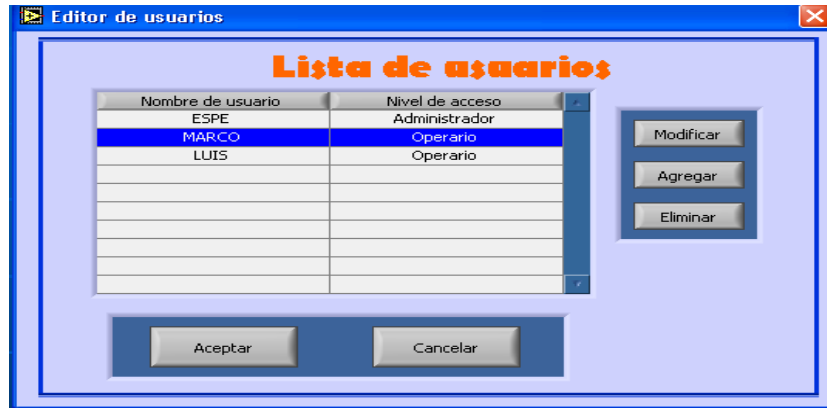 Editor de usuarios
Lista de usuarios
Nombre de usuario Nivel de acceso
ESPE Administrador
MARCO Operario
LUIS Operario
Modificar
Agregar
Eliminar
Aceptar Cancelar